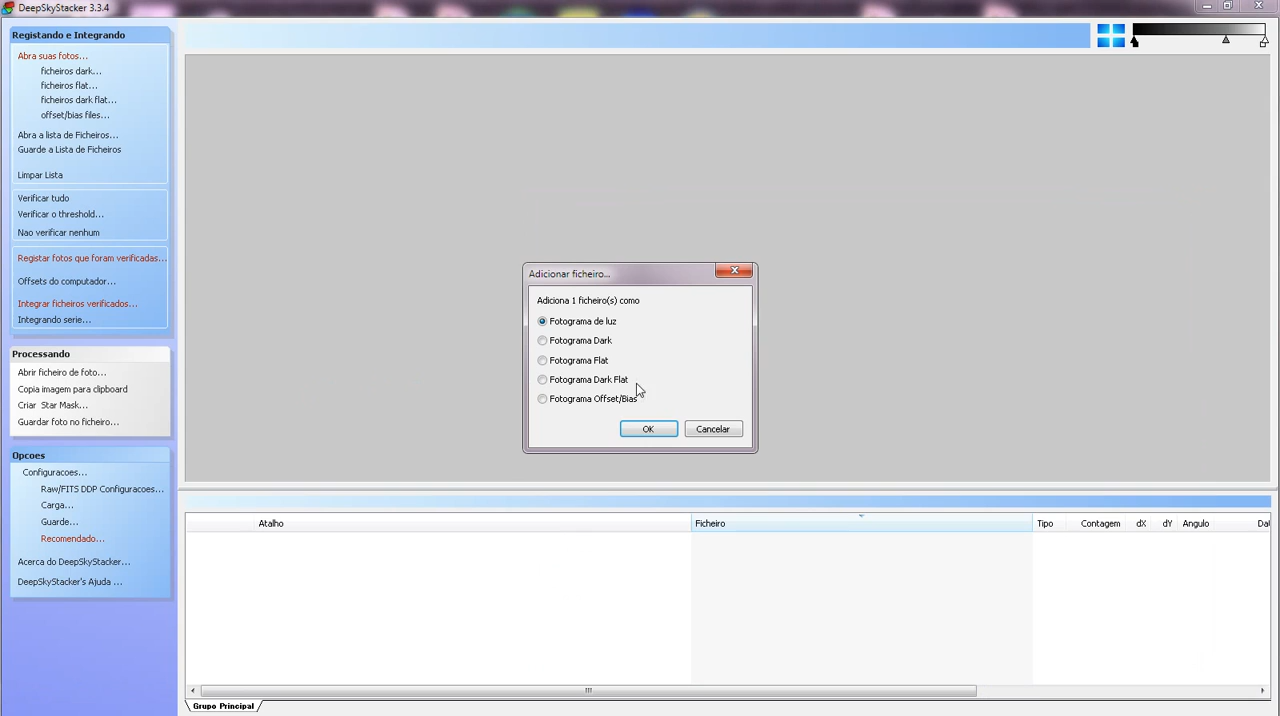 DeepSkyStacker 3.3.4
Registando e Integrando
Abra suas fotos...
ficheiros dark...
ficheiros flat...
ficheiros dark flat...
offset/bias files...
Abra a lista de Ficheiros...
Guarde a Lista de Ficheiros
Limpar Lista
Verificar tudo
Verificar o threshold...
Nao verificar nenhum
Registar fotos que foram verificadas...
Offsets do computador...
Integrar ficheiros verificados...
Integrando serie...
Processando
Abrir ficheiro de foto...
Copia imagem para clipboard
Criar Star Mask...
Guardar foto no ficheiro...
Opcoes
Configuracoes...
Raw/FITS DDP Configuracoes...
Carga...
Guarde...
Recomendado...
Acerca do DeepSkyStacker...
DeepSkyStacker's Ajuda ...
Adicionar ficheiro...
Adiciona 1 ficheiro(s) como
Fotograma de luz
Fotograma Dark
Fotograma Flat
Fotograma Dark Flat
Fotograma Offset/Bias
OK Cancelar
Atalho Ficheiro Tipo Contagem dX dY Angulo
Grupo Principal